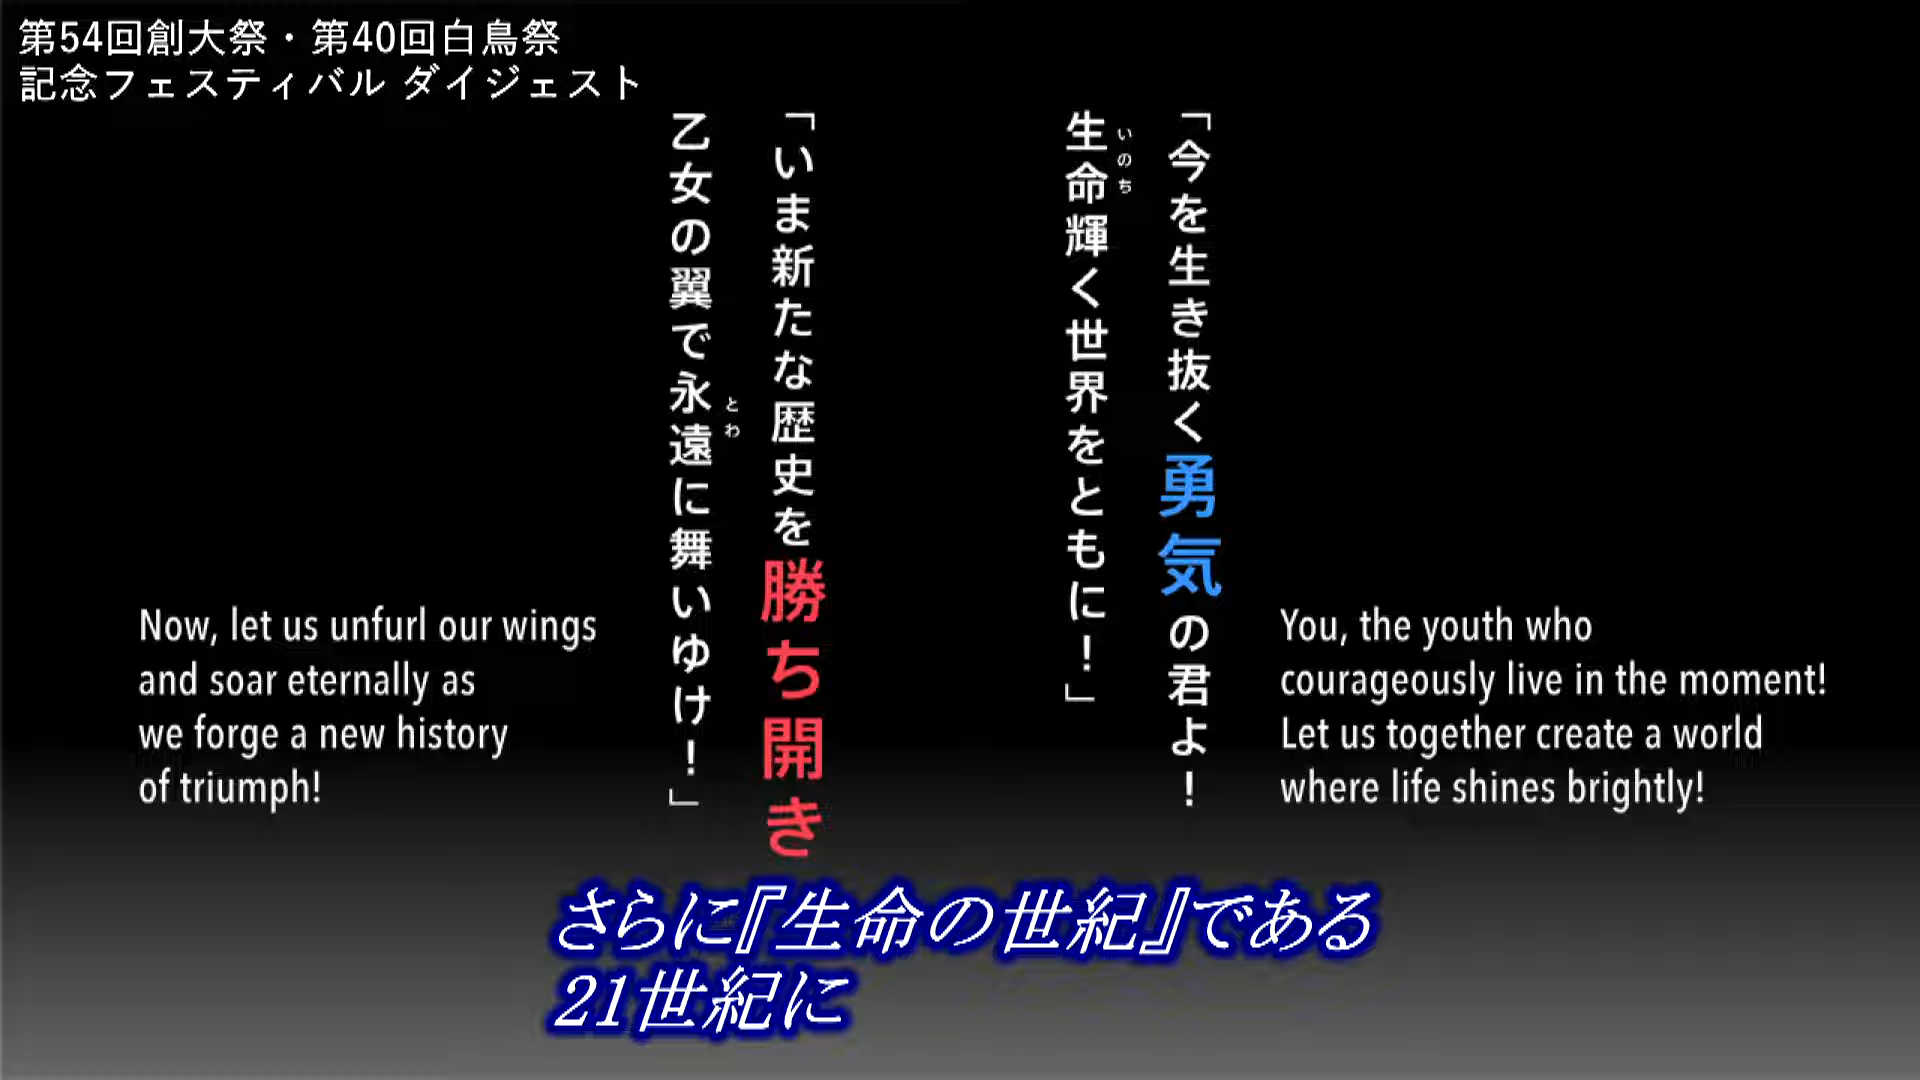 第54回創大祭・第40回白鳥祭
記念フェスティバル ダイジェスト
「今を生き抜く勇気の君よ！
生命輝く世界をともに！」
いのち
「いま新たな歴史を勝ち開き
乙女の翼で永遠に舞いゆけ！」
とわ
Now, let us unfurl our wings
and soar eternally as
we forge a new history
of triumph!
You, the youth who
courageously live in the moment!
Let us together create a world
where life shines brightly!
さらに『生命の世紀』である
21世紀に